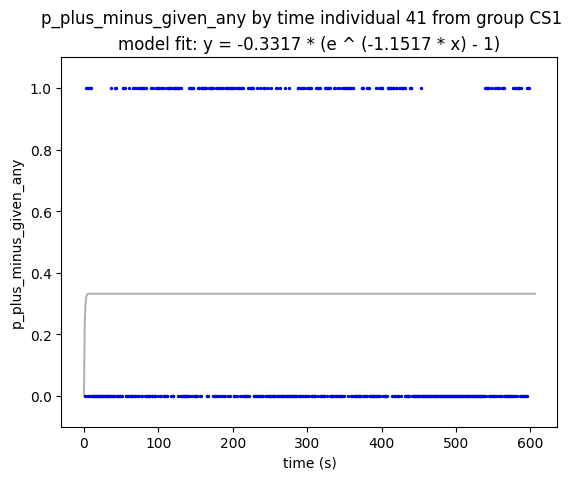 p_plus_minus_given_any by time individual 41 from group CS1
model fit: y = -0.3317 * (e ^ (-1.1517 * x) - 1)
1.0
0.8
0.6
0.4
0.2
0.0
p_plus_minus_given_any
0 100 200 300 400 500 600
time (s)